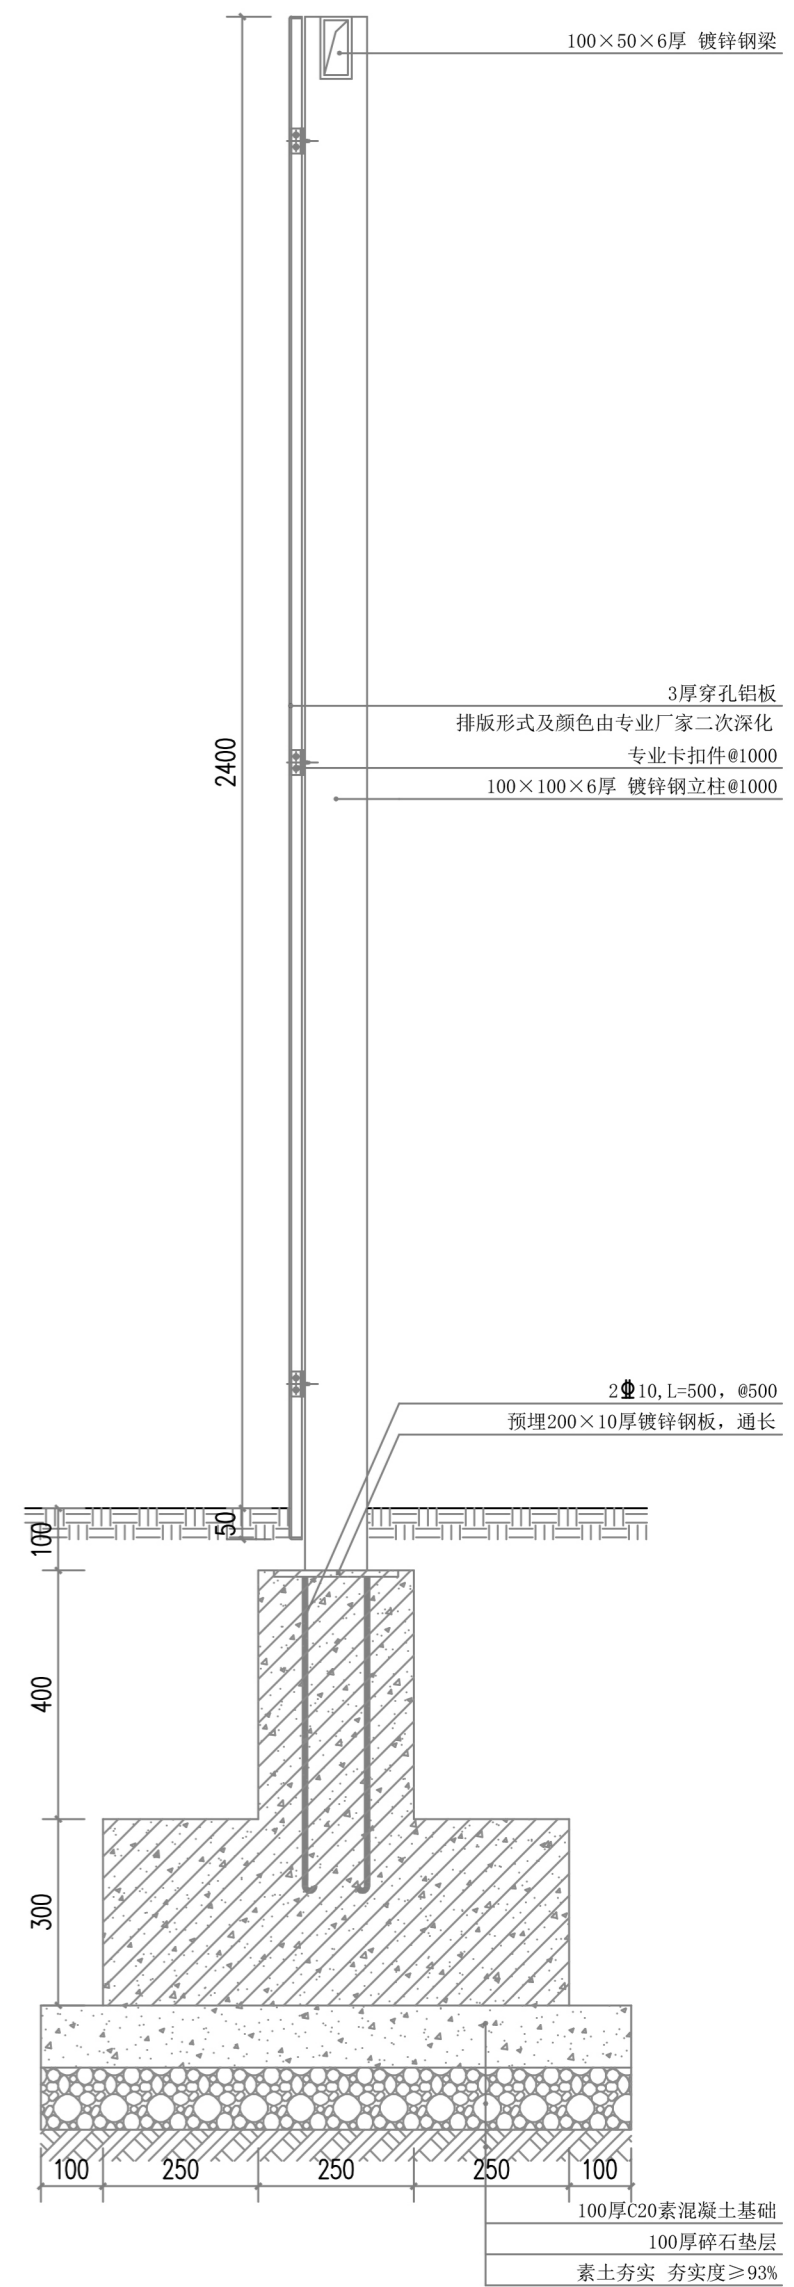 100×50×6厚 镀锌钢梁
2400
3厚穿孔铝板
排版形式及颜色由专业厂家二次深化
专业卡扣件@1000
100×100×6厚 镀锌钢立柱@1000
2⏀10,L=500，@500
预埋200×10厚镀锌钢板，通长
50
100
400
300
100 250 250 250 100
100厚C20素混凝土基础
100厚碎石垫层
素土夯实 夯实度≥93%